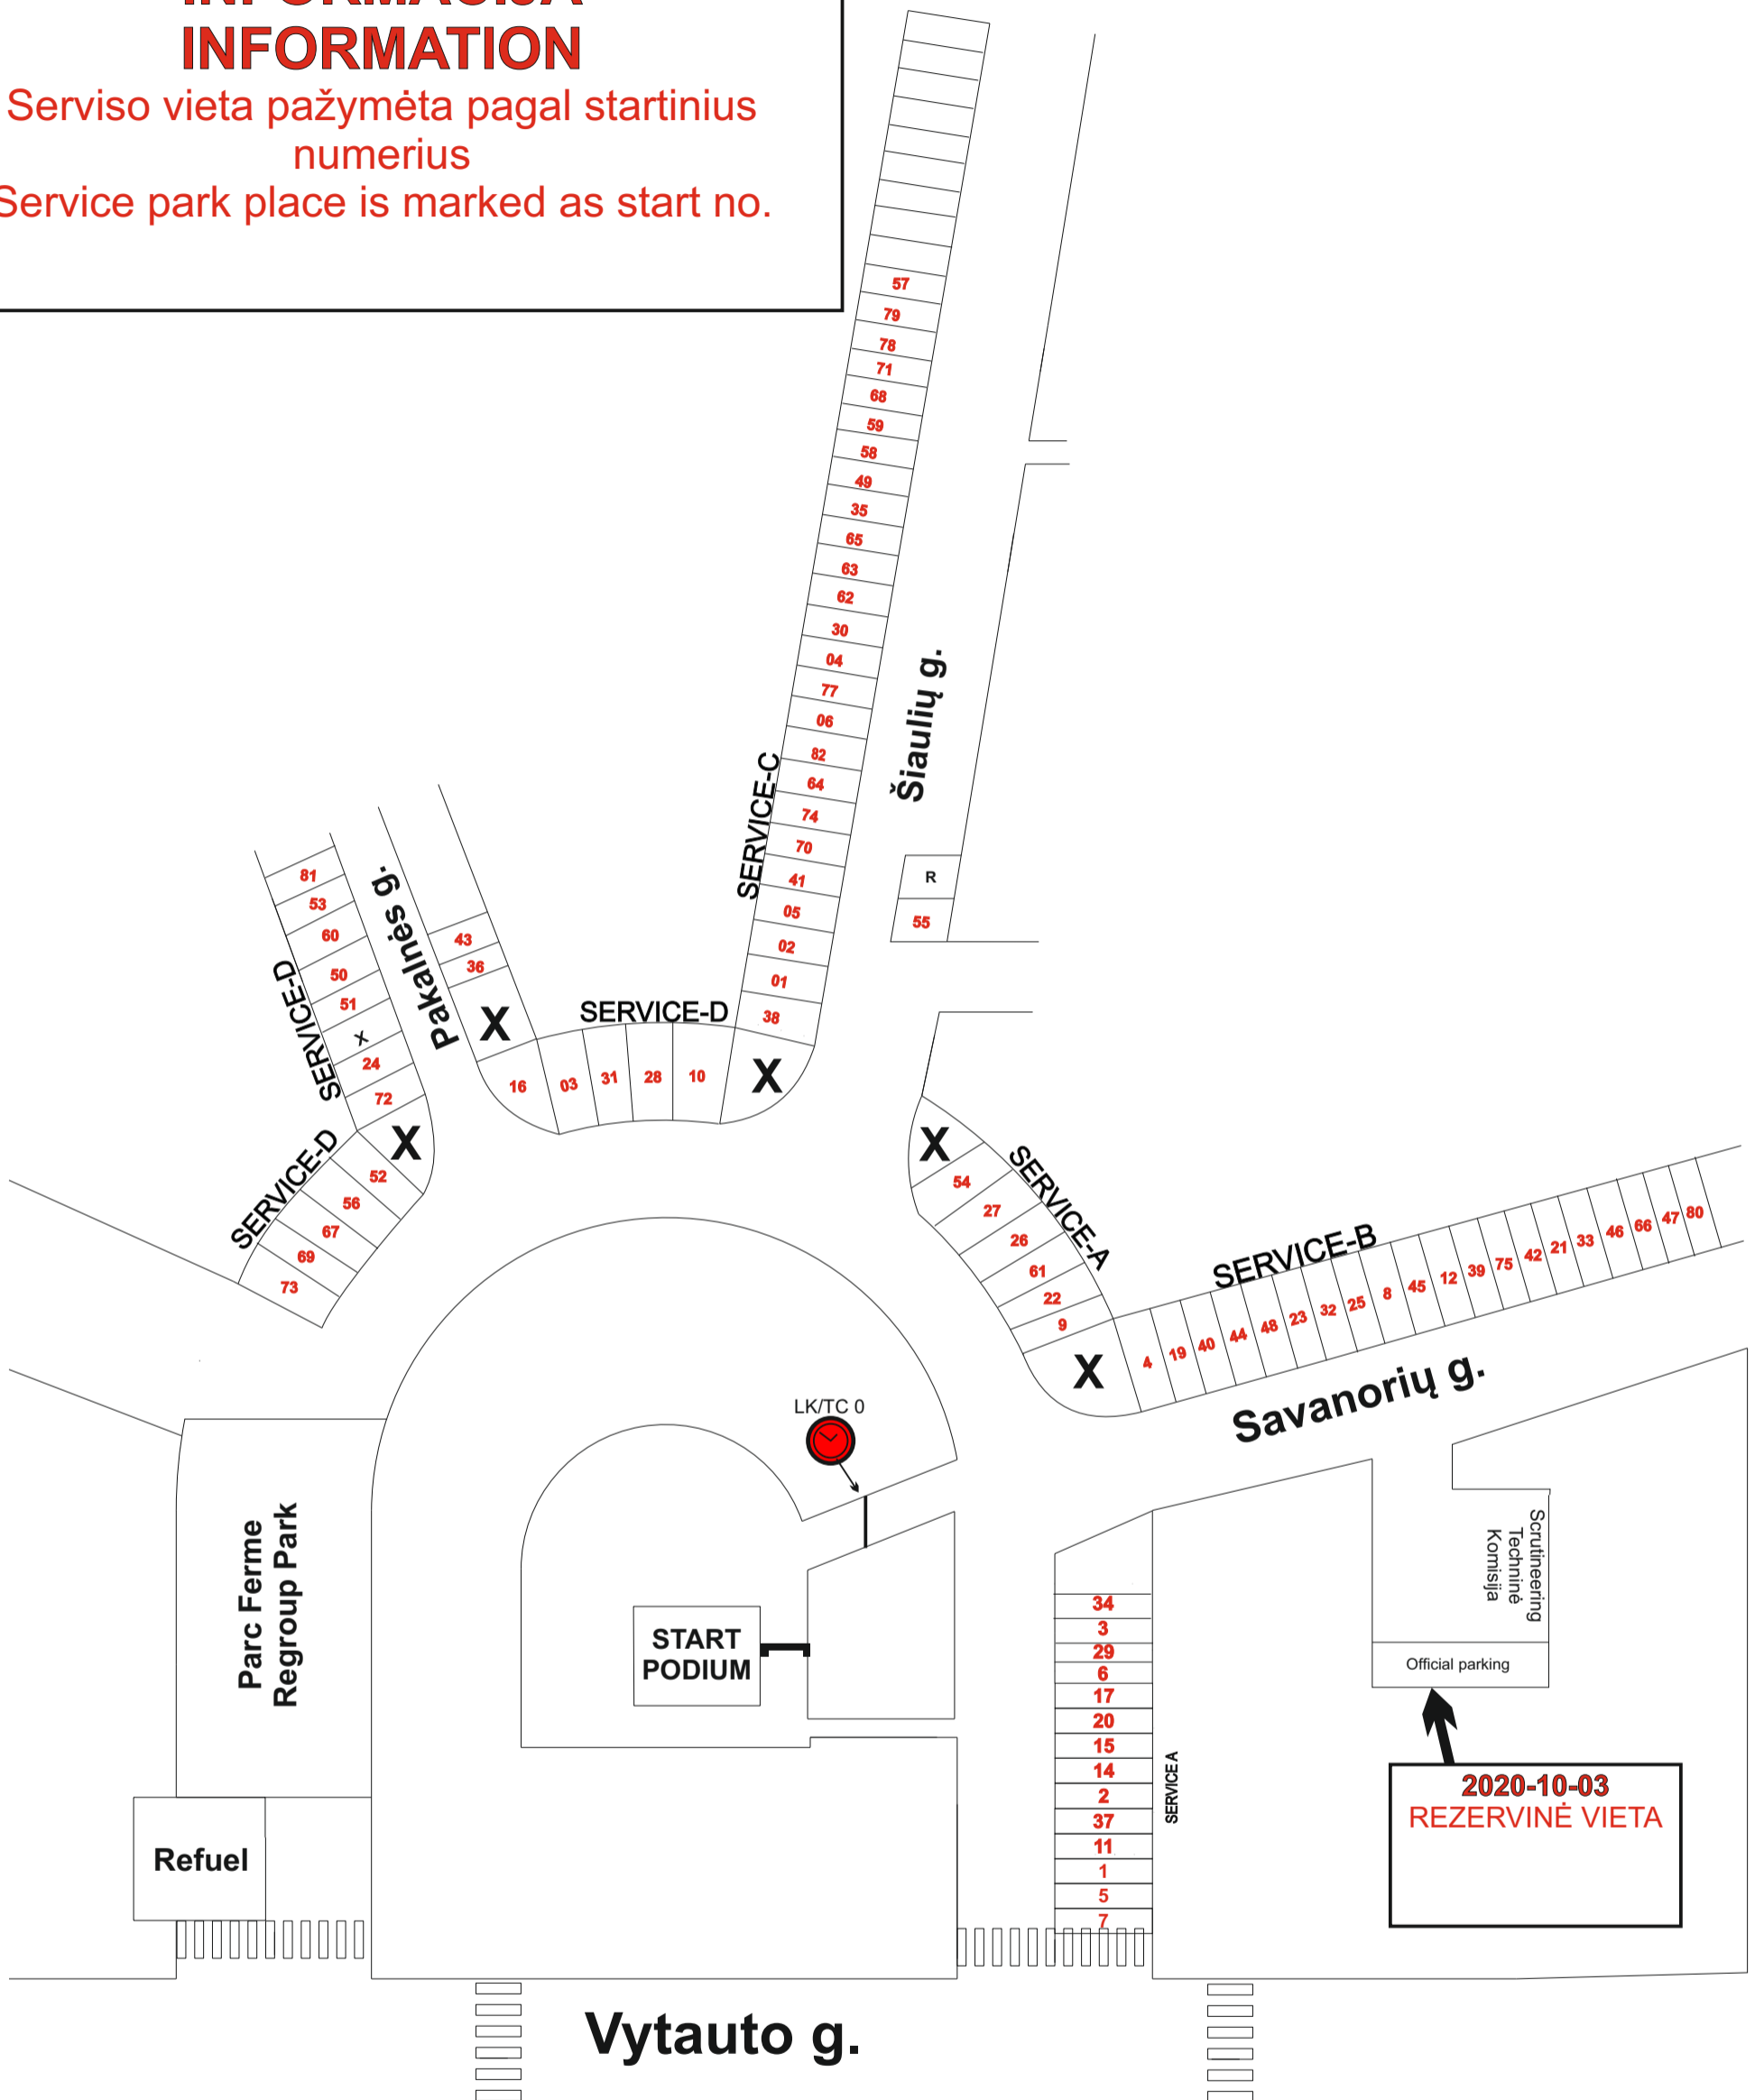 INFORMACIJA
INFORMATION
Serviso vieta pažymėta pagal startinius
numerius
Service park place is marked as start no.
57
79
78
71
68
59
58
49
35
65
63
62
30
04
77
06
82
64
74
70
41
05
02
01
38
X
SERVICE-C
Šiaulių g.
R
55
81
53
60
50
51
X
24
72
X
SERVICE-D
Pakalnės g.
43
36
X
SERVICE-D
16
03
31
28
10
SERVICE-D
52
56
67
69
73
X
54
27
26
61
22
9
X
SERVICE-A
SERVICE-B
4
19
40
44
48
23
32
25
8
45
12
39
75
42
21
33
46
66
47
80
Savanorių g.
LK/TC 0
Parc Ferme
Regroup Park
START
PODIUM
Refuel
34
3
29
6
17
20
15
14
2
37
11
1
5
7
SERVICE A
Scrutineering
Techninė
Komisija
Official parking
2020-10-03
REZERVINĖ VIETA
Vytauto g.